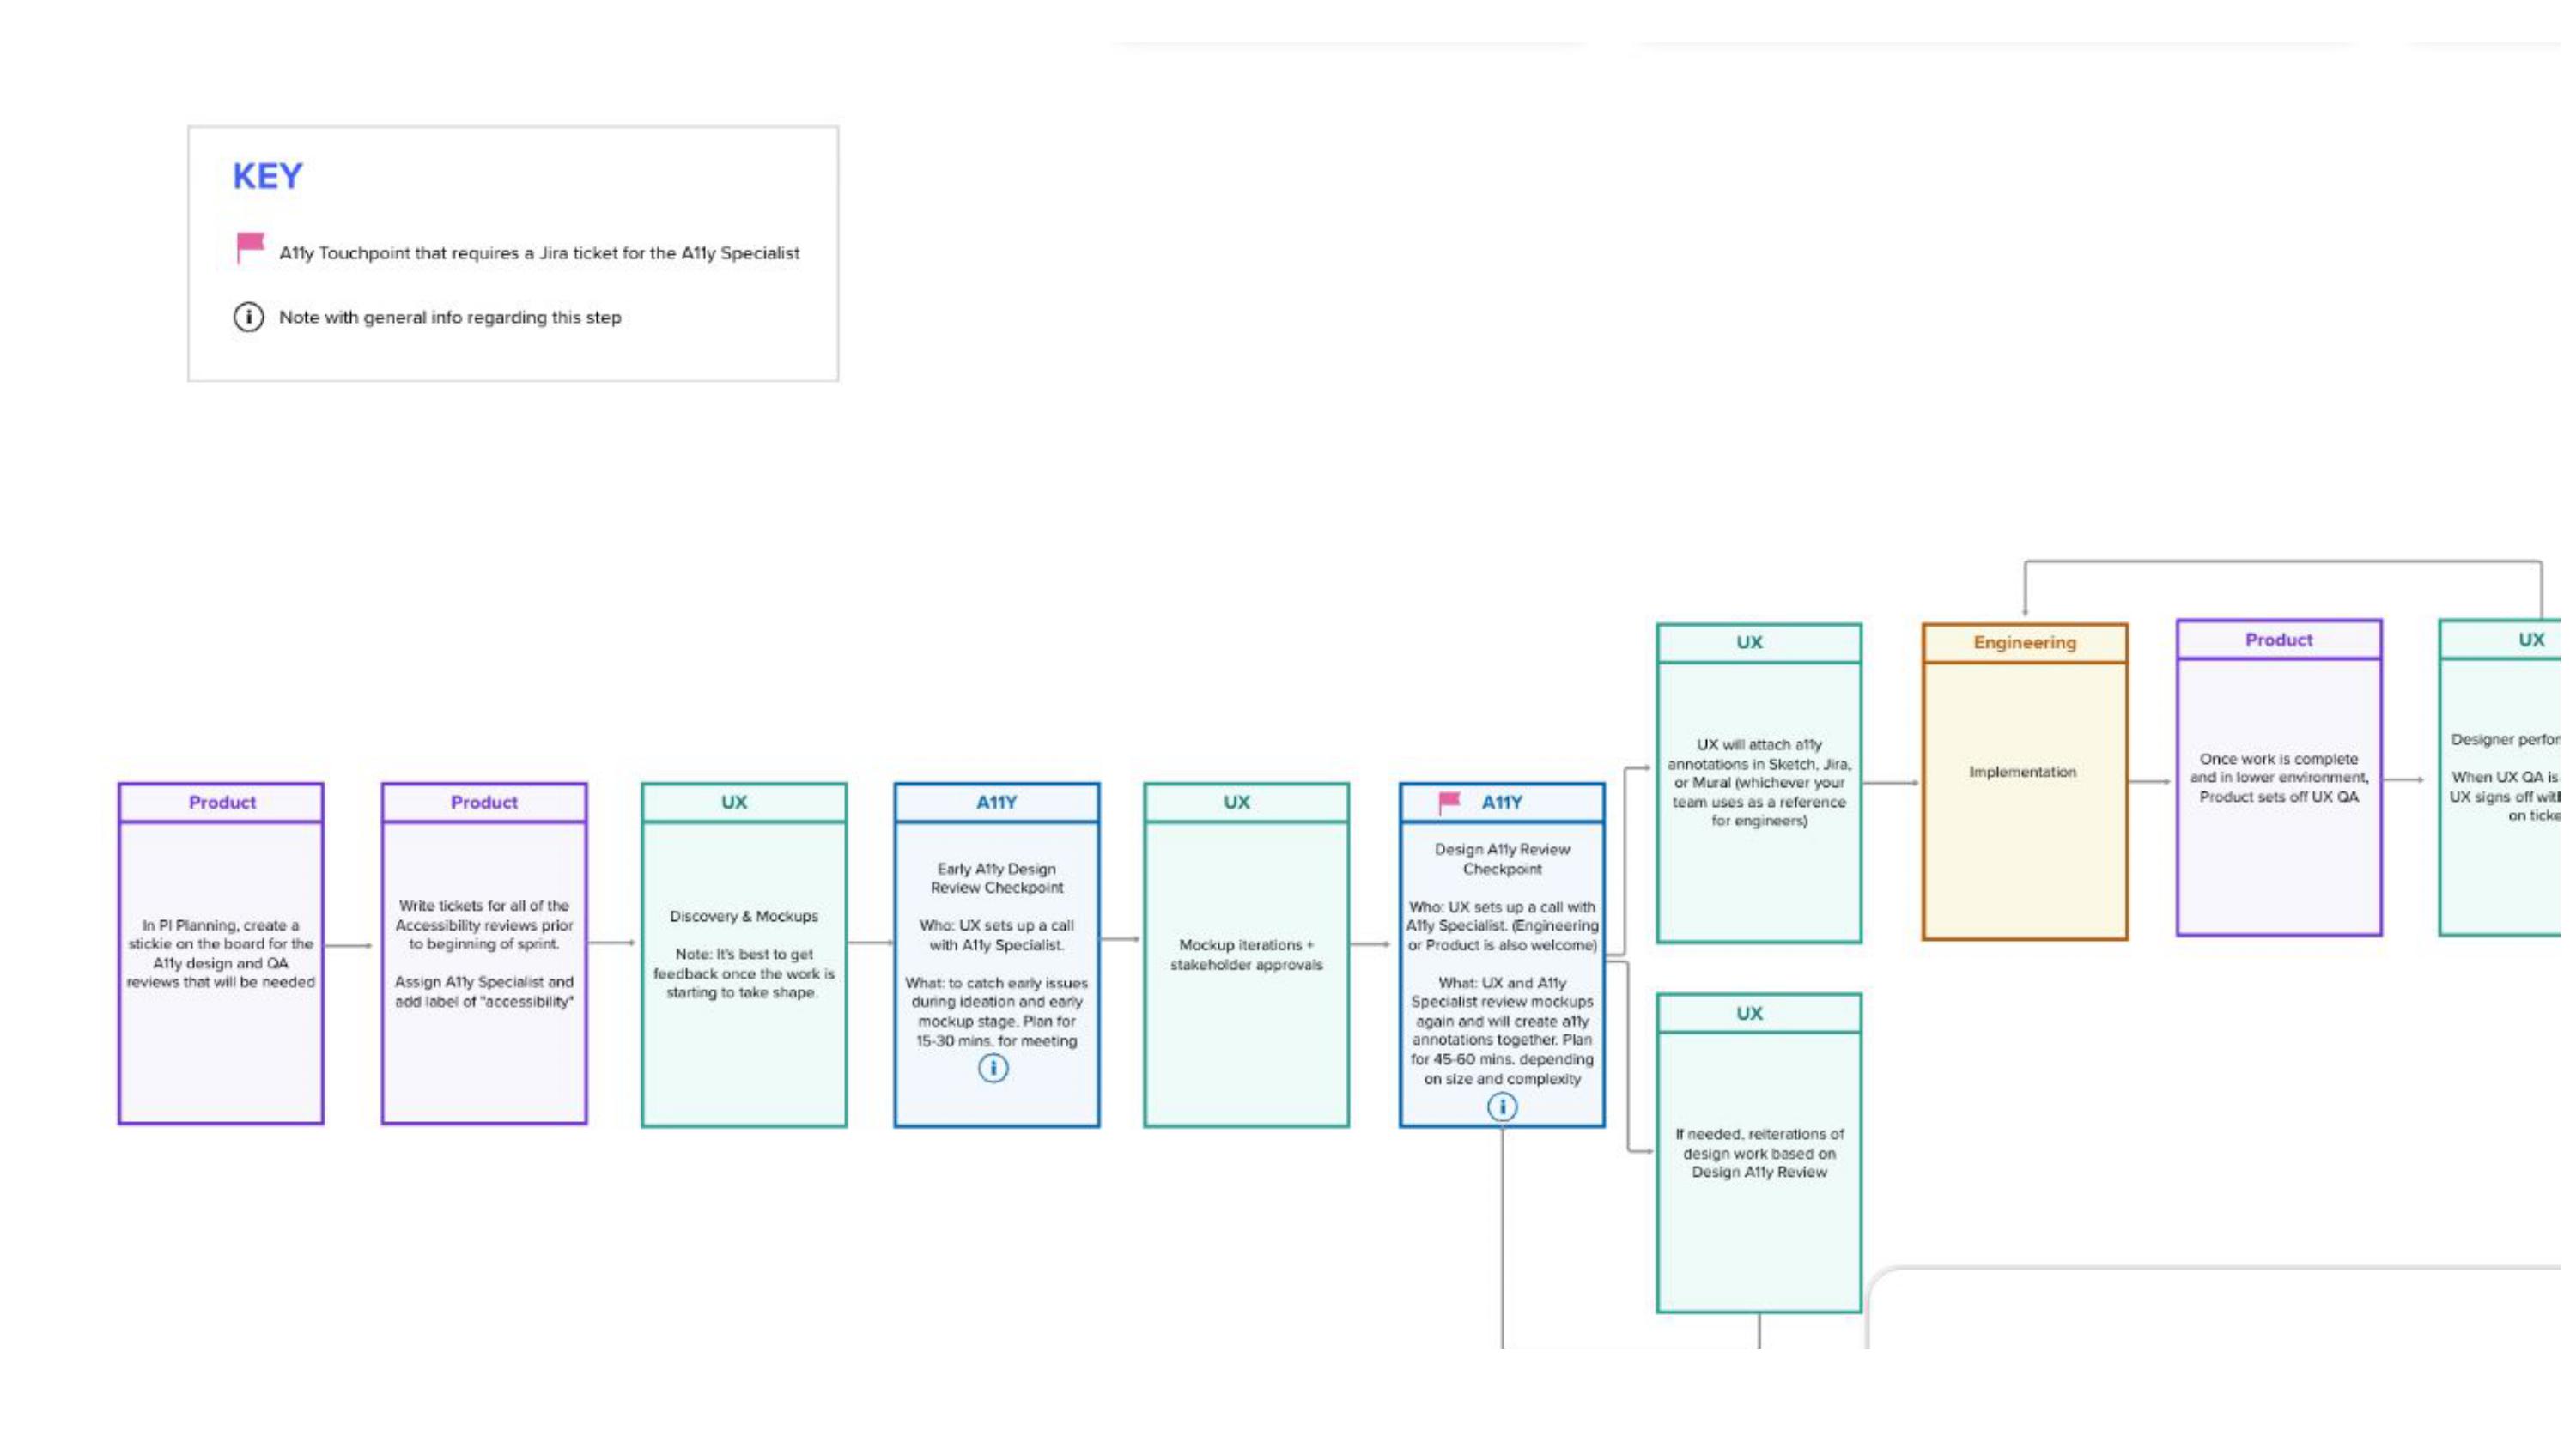 KEY
A11y Touchpoint that requires a Jira ticket for the A11y Specialist
i
Note with general info regarding this step
Product
In PI Planning, create a
stickie on the board for the
A11y design and QA
reviews that will be needed
Product
Write tickets for all of the
Accessibility reviews prior
to beginning of sprint.
Assign A11y Specialist and
add label of "accessibility"
UX
Discovery & Mockups
Note: It's best to get
feedback once the work is
starting to take shape.
A11Y
Early A11y Design
Review Checkpoint
Who: UX sets up a call
with A11y Specialist.
What: to catch early issues
during ideation and early
mockup stage. Plan for
15-30 mins. for meeting
i
UX
Mockup iterations +
stakeholder approvals
A11Y
Design A11y Review
Checkpoint
Who: UX sets up a call with
A11y Specialist. (Engineering
or Product is also welcome)
What: UX and A11y
Specialist review mockups
again and will create a11y
annotations together. Plan
for 45-60 mins. depending
on size and complexity
i
UX
UX will attach a11y
annotations in Sketch, Jira,
or Mural (whichever your
team uses as a reference
for engineers)
UX
If needed, reiterations of
design work based on
Design A11y Review
Engineering
Implementation
Product
Once work is complete
and in lower environment,
Product sets off UX QA
UX
Designer
When UX QA is
UX signs off
on